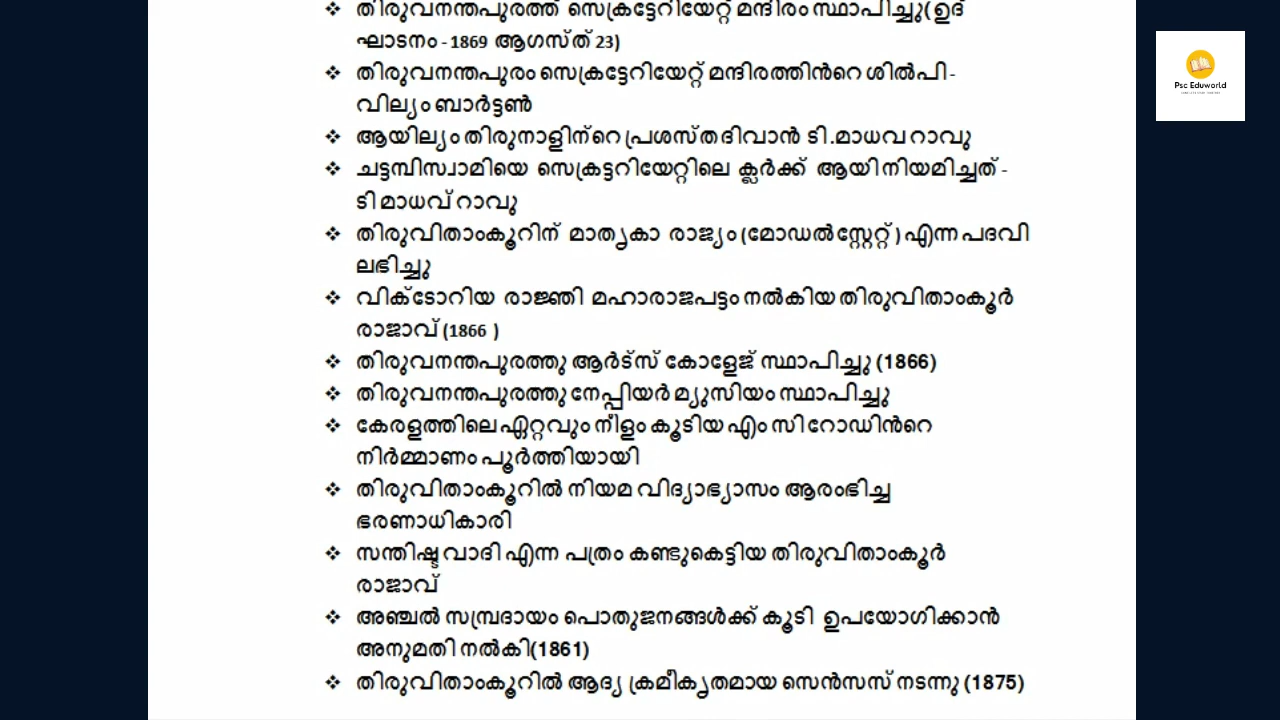 ❖ തിരുവനന്തപുരത്ത് സെക്രട്ടേറിയേറ്റ് മന്ദിരം സ്ഥാപിച്ചു(ഉദ്
ഘാടനം - 1869 ആഗസ്ത് 23)
❖ തിരുവനന്തപുരം സെക്രട്ടേറിയേറ്റ് മന്ദിരത്തിൻറെ ശിൽപി -
വില്യം ബാർട്ടൺ
❖ ആയില്യം തിരുനാളിന്റെ പ്രശസ്ത ദിവാൻ ടി .മാധവ റാവു
❖ ചട്ടമ്പിസ്വാമിയെ സെക്രട്ടറിയേറ്റിലെ ക്ലർക്ക് ആയി നിയമിച്ചത് -
ടി മാധവ് റാവു
❖ തിരുവിതാംകൂറിന് മാതൃകാ രാജ്യം (മോഡൽ സ്റ്റേറ്റ് ) എന്ന പദവി
ലഭിച്ചു
❖ വിക്ടോറിയ രാജ്ഞി മഹാരാജപട്ടം നൽകിയ തിരുവിതാംകൂർ
രാജാവ് (1866 )
❖ തിരുവനന്തപുരത്തു ആർട്സ് കോളേജ് സ്ഥാപിച്ചു (1866)
❖ തിരുവനന്തപുരത്തു നേപ്പിയർ മ്യുസിയം സ്ഥാപിച്ചു
❖ കേരളത്തിലെ ഏറ്റവും നീളം കൂടിയ എം സി റോഡിൻറെ
നിർമ്മാണം പൂർത്തിയായി
❖ തിരുവിതാംകൂറിൽ നിയമ വിദ്യാഭ്യാസം ആരംഭിച്ച
ഭരണാധികാരി
❖ സന്തിഷ്ട വാദി എന്ന പത്രം കണ്ടുകെട്ടിയ തിരുവിതാംകൂർ
രാജാവ്
❖ അഞ്ചൽ സമ്പ്രദായം പൊതുജനങ്ങൾക്ക് കൂടി ഉപയോഗിക്കാൻ
അനുമതി നൽകി(1861)
❖ തിരുവിതാംകൂറിൽ ആദ്യ ക്രമീകൃതമായ സെൻസസ് നടന്നു (1875)
Psc Eduworld